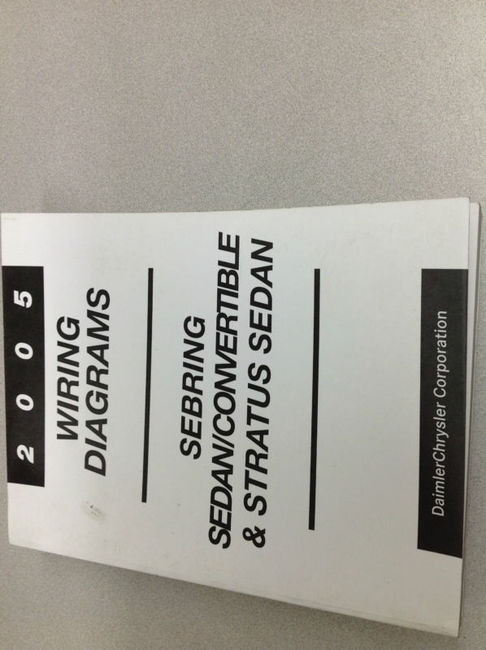 2005
WIRING
DIAGRAMS
SEBRING
SEDAN/CONVERTIBLE
& STRATUS SEDAN
DaimlerChrysler Corporation